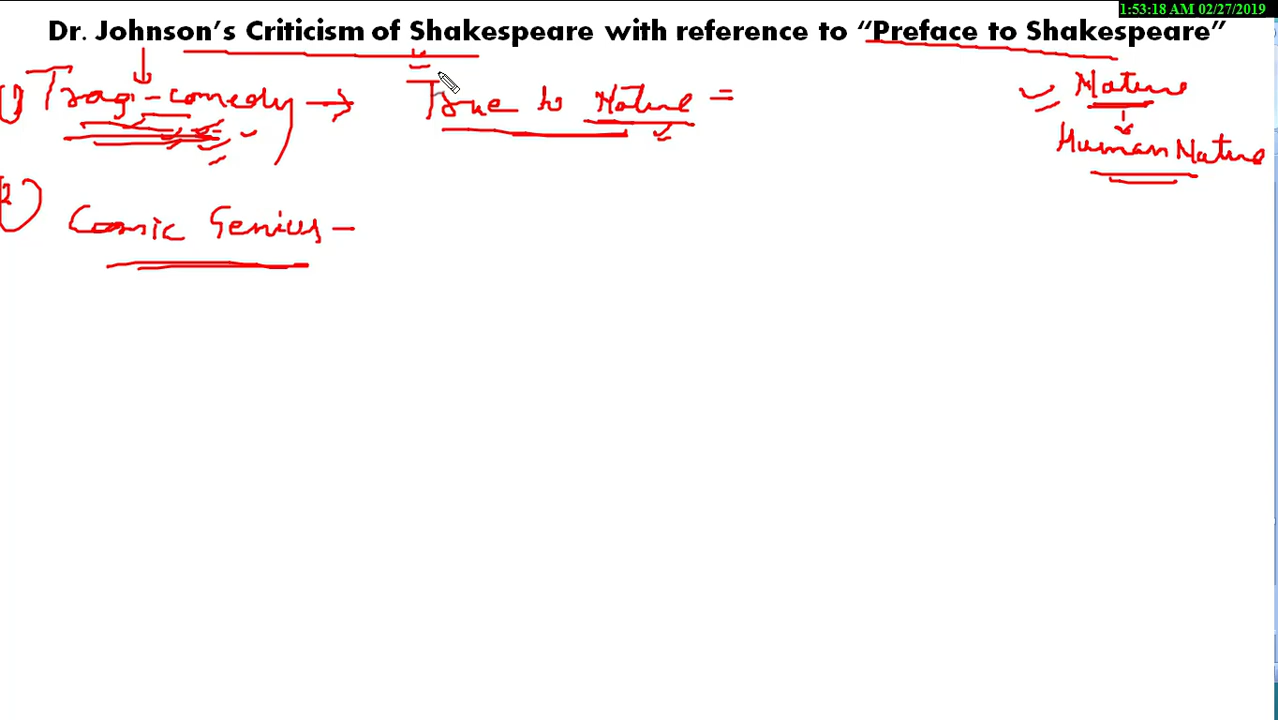 1:53:18 AM 02/27/2019
Dr. Johnson's Criticism of Shakespeare with reference to “Preface to Shakespeare”
1) Tragi-comedy → True to Nature =
Nature
Human Nature
2) Comic Genius –